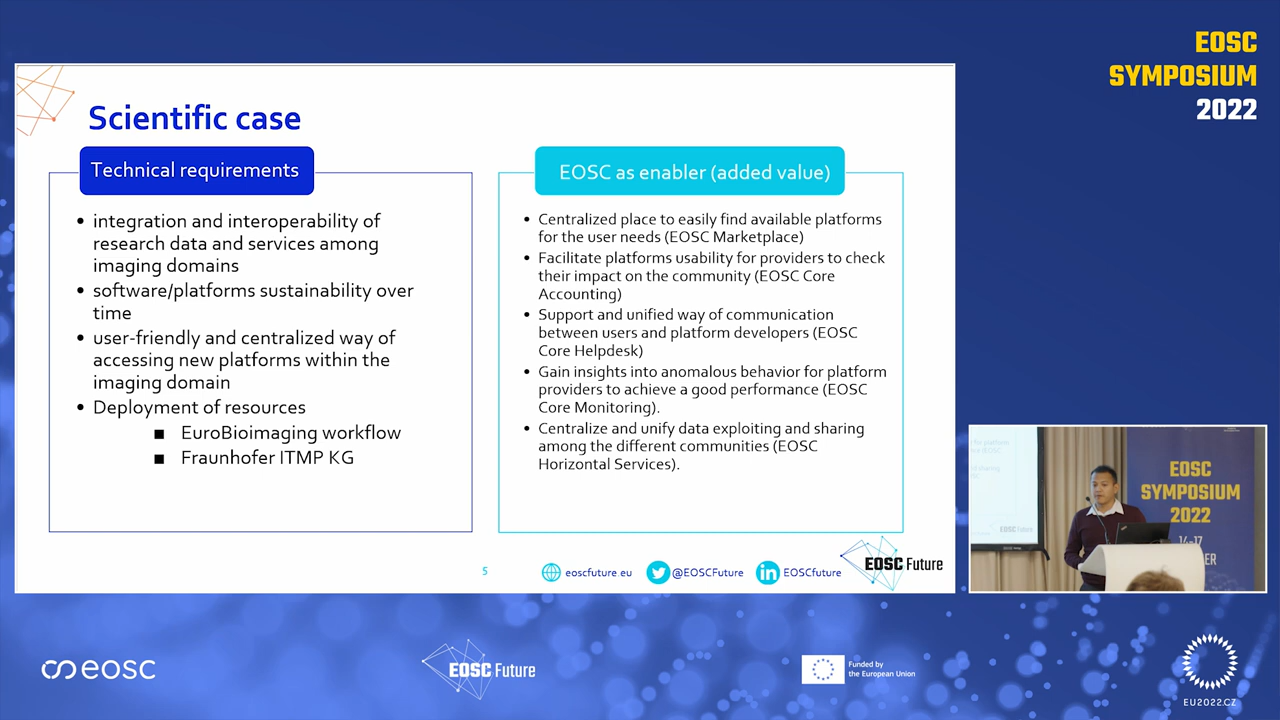 EOSC
SYMPOSIUM
2022
Scientific case
Technical requirements
• integration and interoperability of
research data and services among
imaging domains
• software/platforms sustainability over
time
• user-friendly and centralized way of
accessing new platforms within the
imaging domain
• Deployment of resources
■ EuroBioimaging workflow
■ Fraunhofer ITMP KG
EOSC as enabler (added value)
• Centralized place to easily find available platforms
for the user needs (EOSC Marketplace)
• Facilitate platforms usability for providers to check
their impact on the community (EOSC Core
Accounting)
• Support and unified way of communication
between users and platform developers (EOSC
Core Helpdesk)
• Gain insights into anomalous behavior for platform
providers to achieve a good performance (EOSC
Core Monitoring).
• Centralize and unify data exploiting and sharing
among the different communities (EOSC
Horizontal Services).
5
eoscfuture.eu
@EOSCFuture
in
EOSCfuture
EOSC Future
EOSC
SYMPOSIUM
2022
14-17
EOSC Future
eosc
EOSC Future
Funded by
the European Union
EU2022.CZ